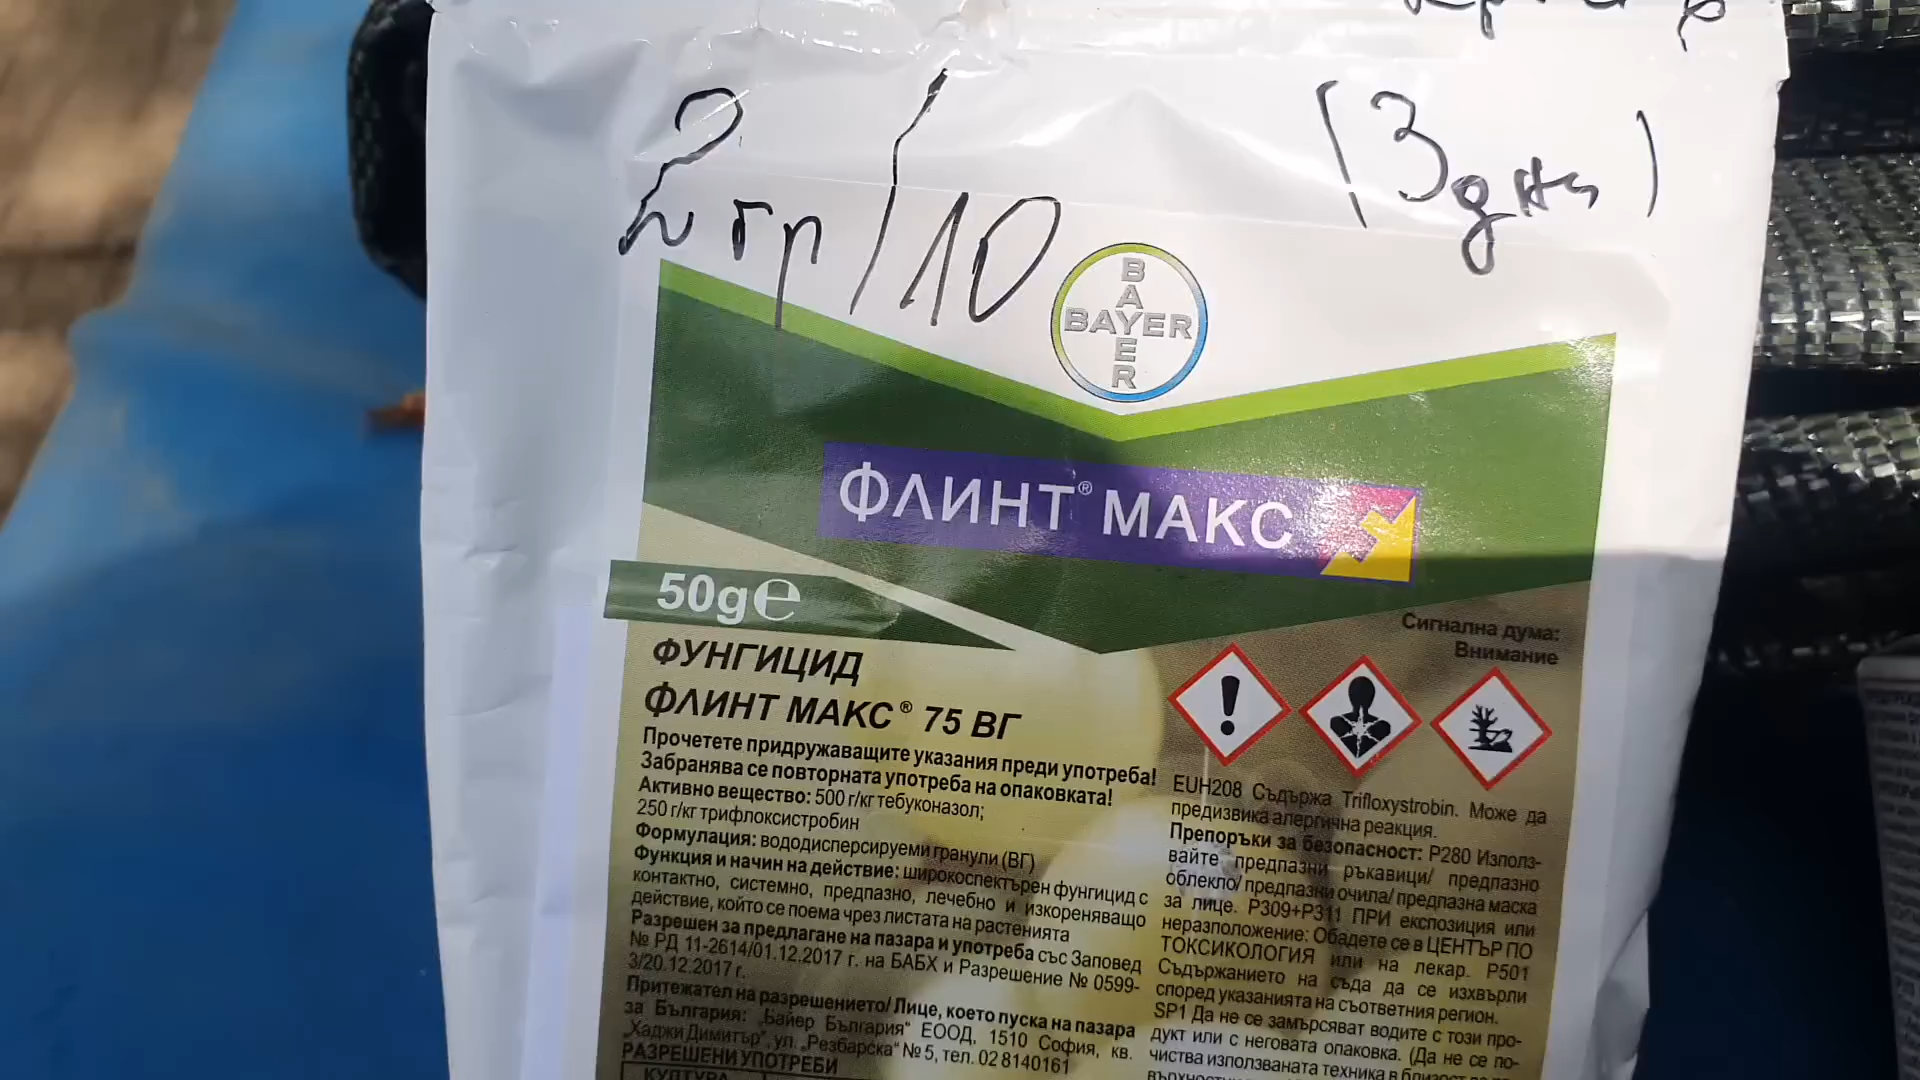 2 гр/10
(3 дни)
BAYER
BAYER
ФЛИНТ® МАКС
50g℮
Сигнална дума:
Внимание
ФУНГИЦИД
ФЛИНТ МАКС® 75 ВГ
Прочетете придружаващите указания преди употреба!
Забранява се повторната употреба на опаковката!
Активно вещество: 500 г/кг тебуконазол;
250 г/кг трифлоксистробин
Формулация: вододисперсируеми гранули (ВГ)
Функция и начин на действие: широкоспектърен фунгицид с
контактно, системно, предпазно, лечебно и изкореняващо
действие, който се поема чрез листата на растенията
Разрешен за предлагане на пазара и употреба със Заповед
№ РД 11-2614/01.12.2017 г. на БАБХ и Разрешение № 0599-
3/20.12.2017 г.
Притежател на разрешението/ Лице, което пуска на пазара
за България: „Байер България“ ЕООД, 1510 София, кв.
„Хаджи Димитър“, ул. „Резбарска“ № 5, тел. 02 8140161
РАЗРЕШЕНИ УПОТРЕБИ
КУЛТУРА
EUH208 Съдържа Trifloxystrobin. Може да
предизвика алергична реакция.
Препоръки за безопасност: P280 Използ-
вайте предпазни ръкавици/ предпазно
облекло/ предпазни очила/ предпазна маска
за лице. P309+P311 ПРИ експозиция или
неразположение: Обадете се в ЦЕНТЪР ПО
ТОКСИКОЛОГИЯ или на лекар. P501
Съдържанието на съда да се изхвърли
според указанията на съответния регион.
SP1 Да не се замърсяват водите с този про-
дукт или с неговата опаковка. (Да не се по-
чиства използваната техника в близост до